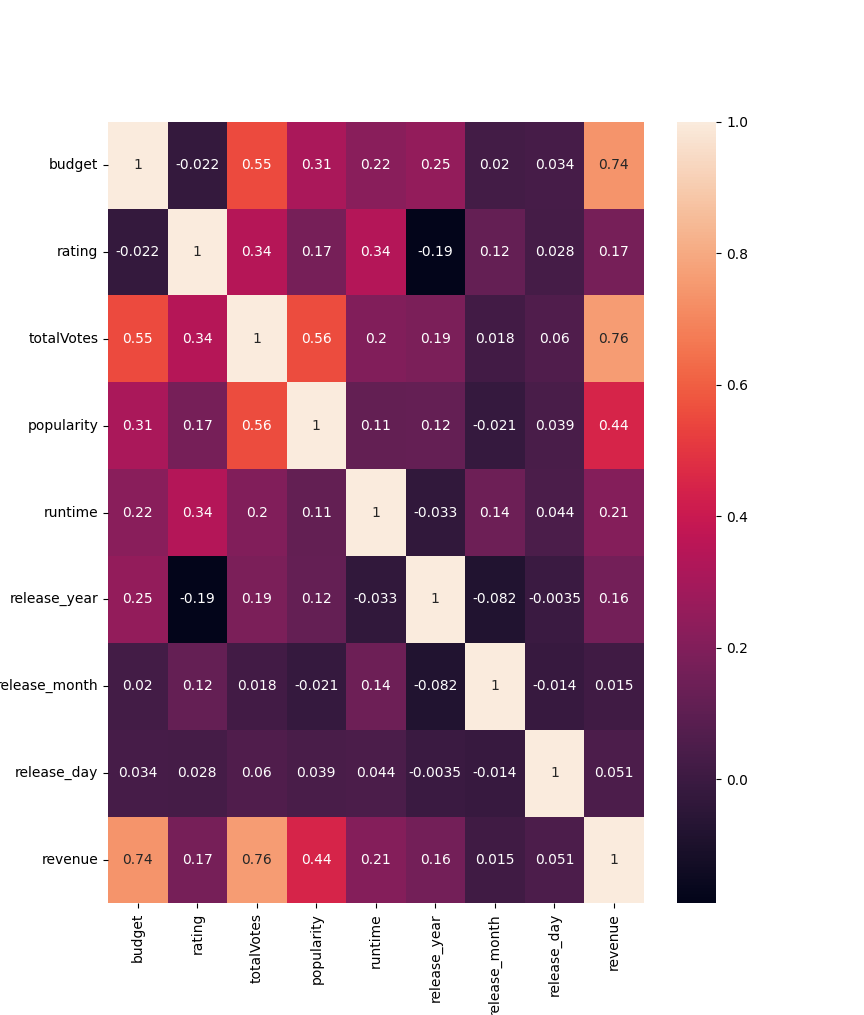 1.0
budget 1 -0.022 0.55 0.31 0.22 0.25 0.02 0.034 0.74
rating -0.022 1 0.34 0.17 0.34 -0.19 0.12 0.028 0.17
0.8
totalVotes 0.55 0.34 1 0.56 0.2 0.19 0.018 0.06 0.76
0.6
popularity 0.31 0.17 0.56 1 0.11 0.12 -0.021 0.039 0.44
runtime 0.22 0.34 0.2 0.11 1 -0.033 0.14 0.044 0.21
0.4
release_year 0.25 -0.19 0.19 0.12 -0.033 1 -0.082 -0.0035 0.16
0.2
release_month 0.02 0.12 0.018 -0.021 0.14 -0.082 1 -0.014 0.015
release_day 0.034 0.028 0.06 0.039 0.044 -0.0035 -0.014 1 0.051
0.0
revenue 0.74 0.17 0.76 0.44 0.21 0.16 0.015 0.051 1
budget
rating
totalVotes
popularity
runtime
release_year
release_month
release_day
revenue